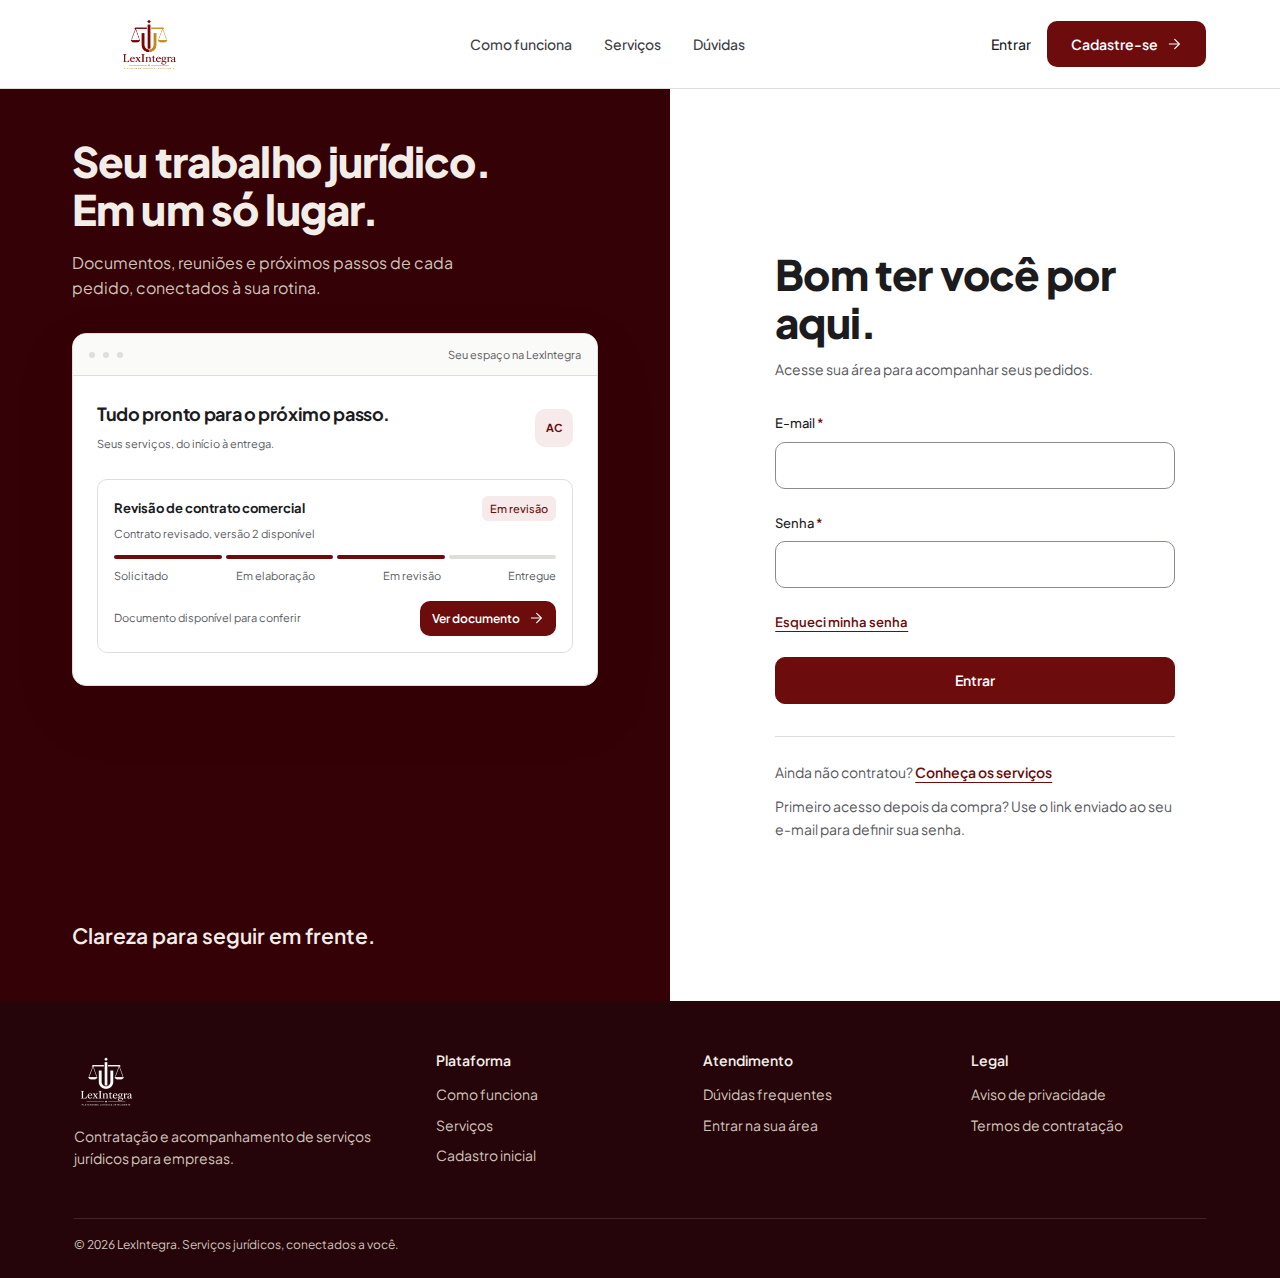 LexIntegra
Como funciona
Serviços
Dúvidas
Entrar
Cadastre-se
Seu trabalho jurídico.
Em um só lugar.
Documentos, reuniões e próximos passos de cada
pedido, conectados à sua rotina.
Seu espaço na LexIntegra
Tudo pronto para o próximo passo.
Seus serviços, do início à entrega.
AC
Revisão de contrato comercial
Em revisão
Contrato revisado, versão 2 disponível
Solicitado
Em elaboração
Em revisão
Entregue
Documento disponível para conferir
Ver documento
Clareza para seguir em frente.
Bom ter você por
aqui.
Acesse sua área para acompanhar seus pedidos.
E-mail *
Senha *
Esqueci minha senha
Entrar
Ainda não contratou? Conheça os serviços
Primeiro acesso depois da compra? Use o link enviado ao seu
e-mail para definir sua senha.
LexIntegra
Contratação e acompanhamento de serviços
jurídicos para empresas.
Plataforma
Como funciona
Serviços
Cadastro inicial
Atendimento
Dúvidas frequentes
Entrar na sua área
Legal
Aviso de privacidade
Termos de contratação
© 2026 LexIntegra. Serviços jurídicos, conectados a você.